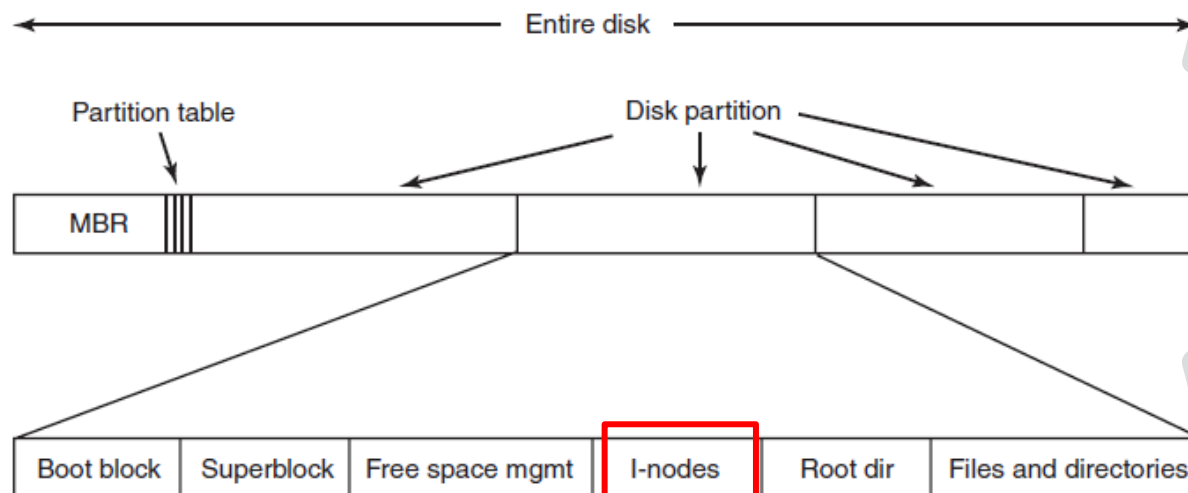 Entire disk
Partition table
Disk partition
MBR
Boot block
Superblock
Free space mgmt
I-nodes
Root dir
Files and directories